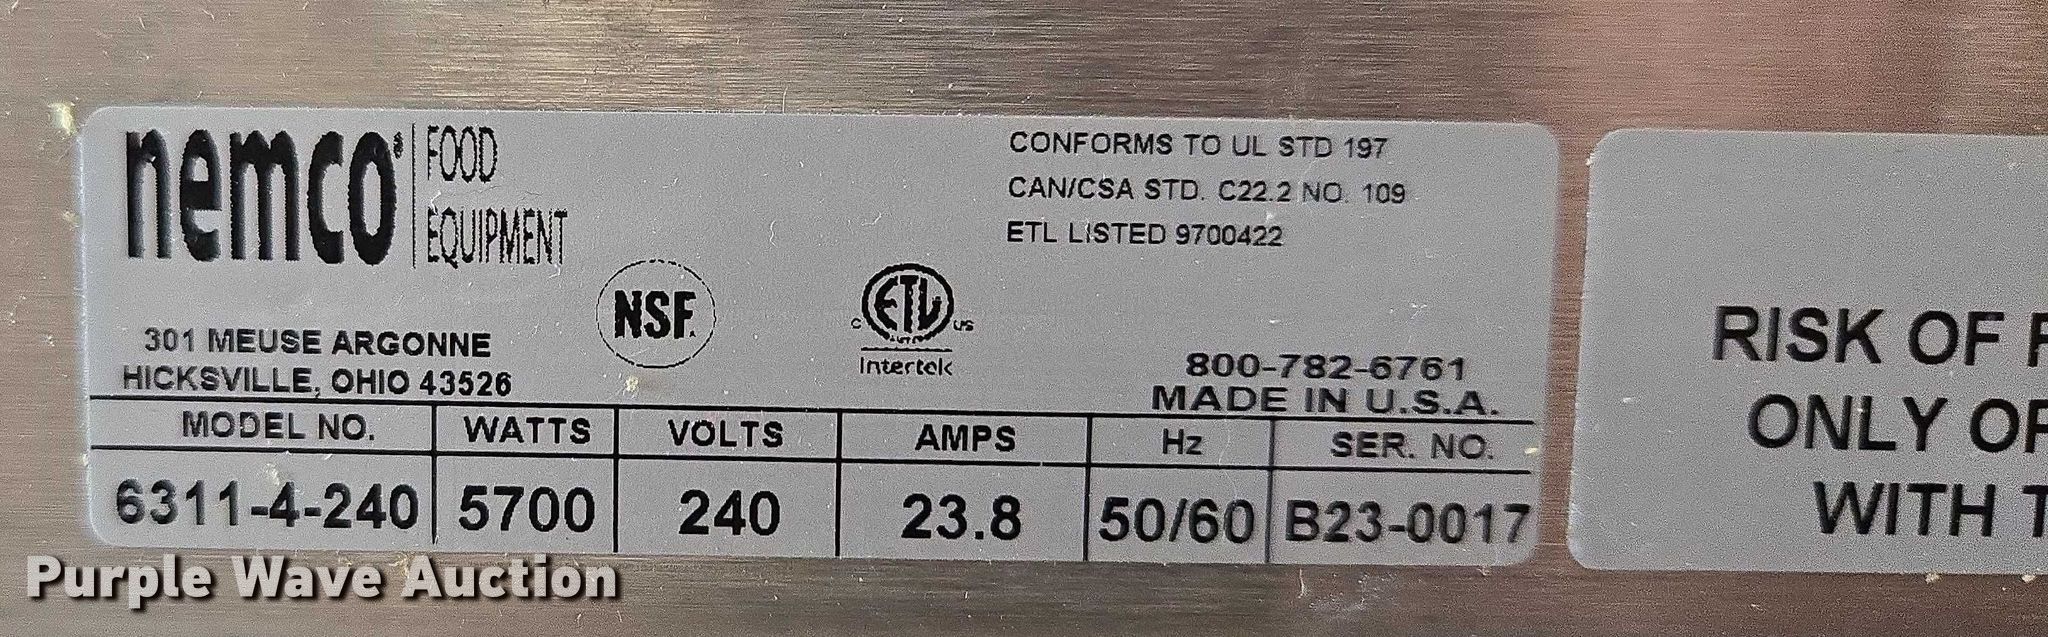 nemco® FOOD EQUIPMENT
301 MEUSE ARGONNE
HICKSVILLE, OHIO 43526
NSF.
c ETL us
Intertek
CONFORMS TO UL STD 197
CAN/CSA STD. C22.2 NO. 109
ETL LISTED 9700422
800-782-6761
MADE IN U.S.A.
MODEL NO. WATTS VOLTS AMPS Hz SER. NO.
6311-4-240 5700 240 23.8 50/60 B23-0017
RISK OF
ONLY
WITH
Purple Wave Auction